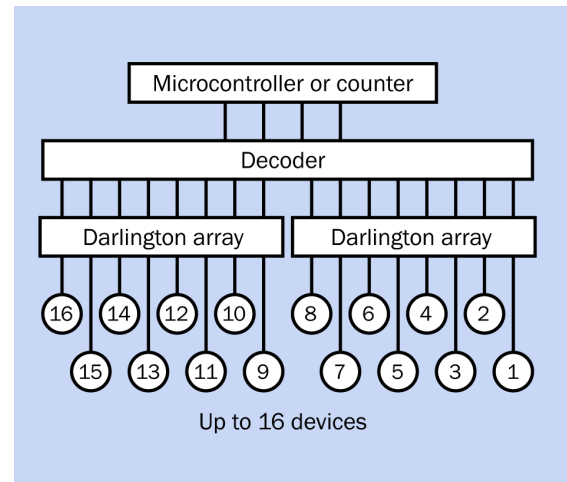 Microcontroller or counter
Decoder
Darlington array Darlington array
16 14 12 10 8 6 4 2
15 13 11 9 7 5 3 1
Up to 16 devices